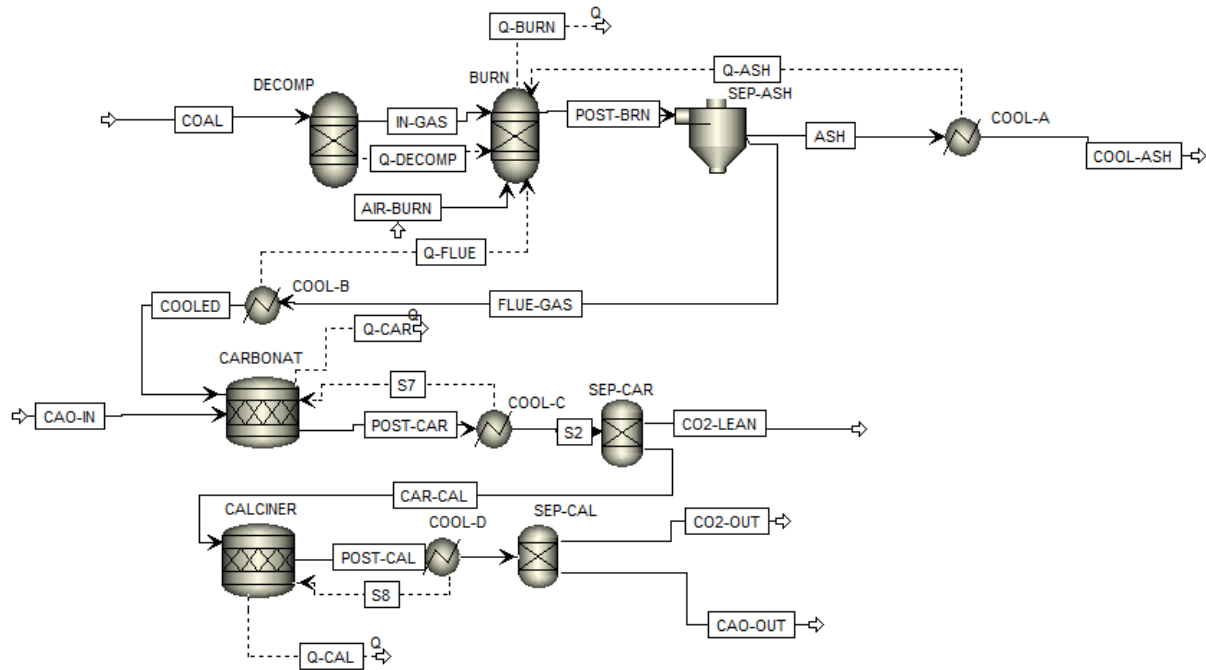 Q-BURN
Q
DECOMP
BURN
Q-ASH
SEP-ASH
COAL
IN-GAS
POST-BRN
COOL-A
ASH
Q-DECOMP
COOL-ASH
AIR-BURN
Q-FLUE
COOL-B
COOLED
FLUE-GAS
Q-CAR
Q
CARBONAT
S7
SEP-CAR
COOL-C
CAO-IN
POST-CAR
S2
CO2-LEAN
CAR-CAL
CALCINER
COOL-D
SEP-CAL
CO2-OUT
POST-CAL
S8
CAO-OUT
Q-CAL
Q